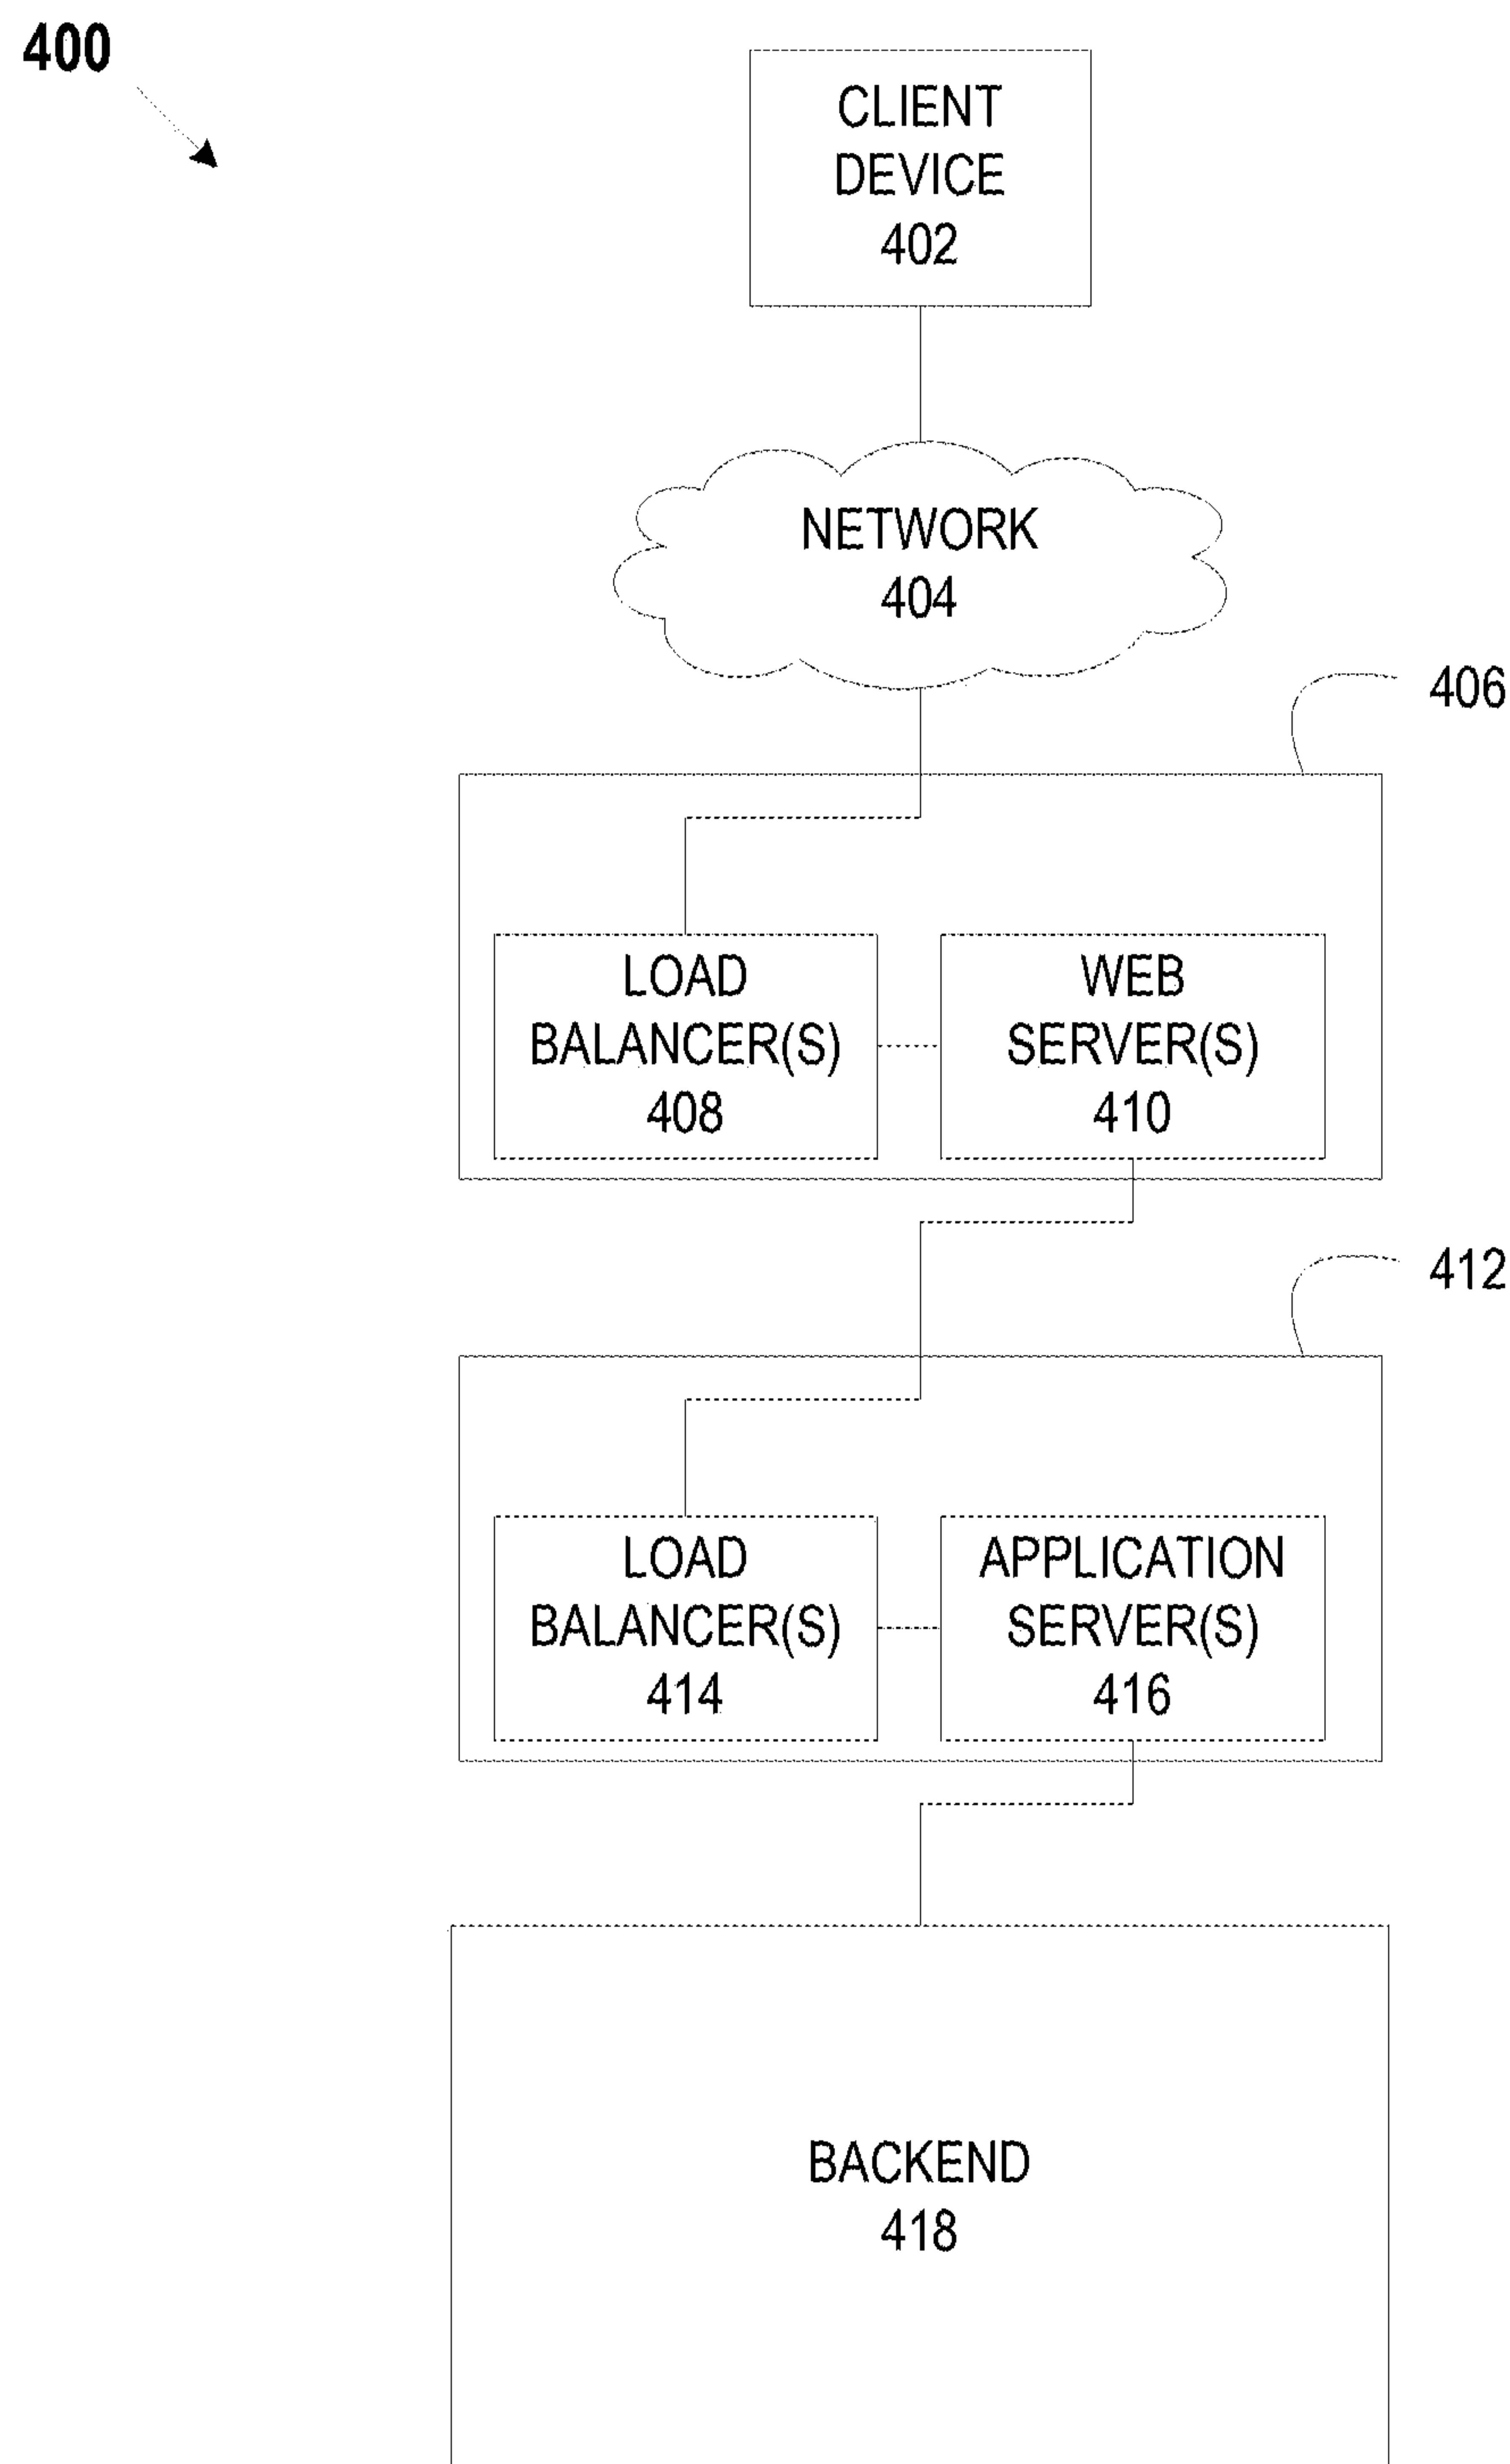 400
CLIENT
DEVICE
402
NETWORK
404
406
LOAD
BALANCER(S)
408
WEB
SERVER(S)
410
412
LOAD
BALANCER(S)
414
APPLICATION
SERVER(S)
416
BACKEND
418